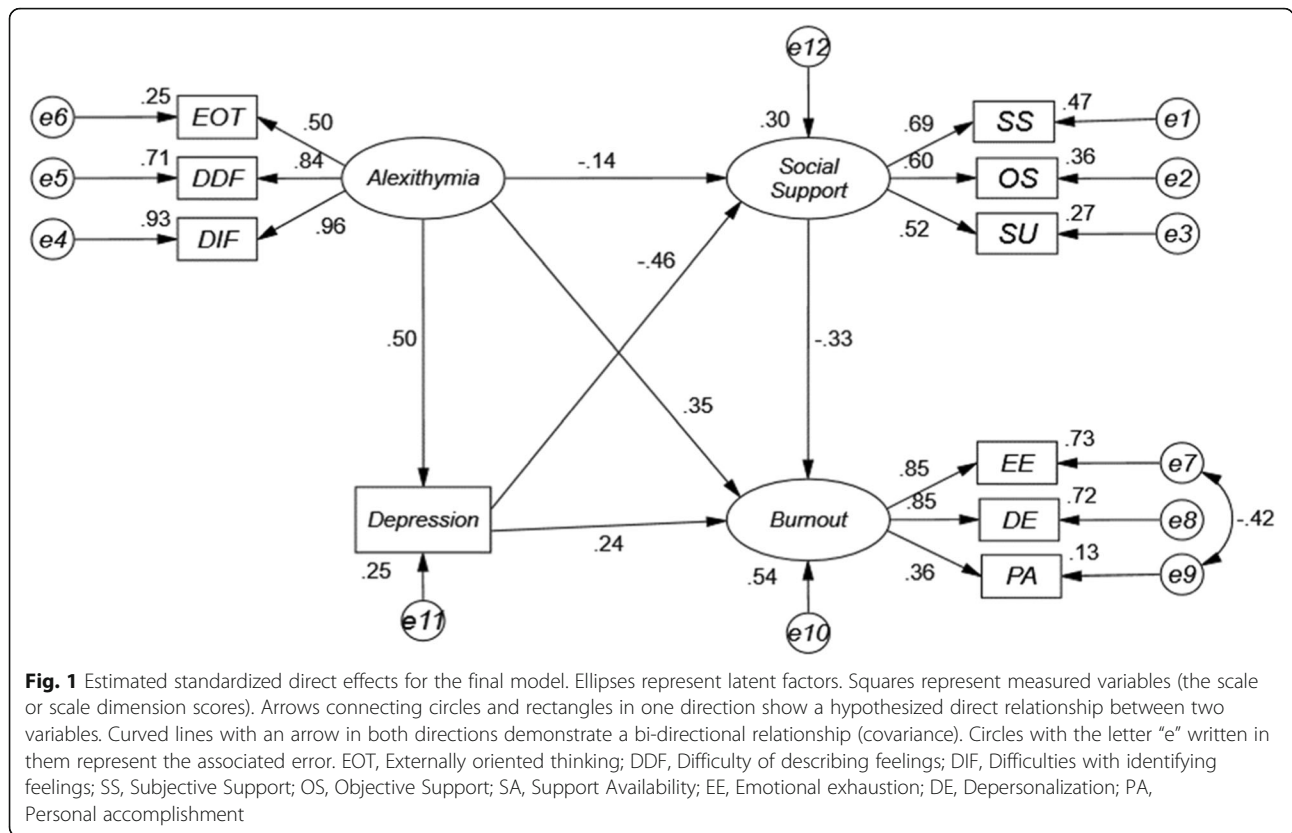 e12
e6
.25
EOT
.50
.30
.69
SS
.47
e1
e5
.71
DDF
.84
Alexithymia
-.14
Social
Support
.60
OS
.36
e2
e4
.93
DIF
.96
.52
SU
.27
e3
-.46
.50
-.33
.35
EE
.73
e7
.85
Depression
.24
Burnout
.85
DE
.72
e8
-.42
.25
.54
.36
PA
.13
e9
e11
e10
Fig. 1 Estimated standardized direct effects for the final model. Ellipses represent latent factors. Squares represent measured variables (the scale
or scale dimension scores). Arrows connecting circles and rectangles in one direction show a hypothesized direct relationship between two
variables. Curved lines with an arrow in both directions demonstrate a bi-directional relationship (covariance). Circles with the letter “e” written in
them represent the associated error. EOT, Externally oriented thinking; DDF, Difficulty of describing feelings; DIF, Difficulties with identifying
feelings; SS, Subjective Support; OS, Objective Support; SA, Support Availability; EE, Emotional exhaustion; DE, Depersonalization; PA,
Personal accomplishment